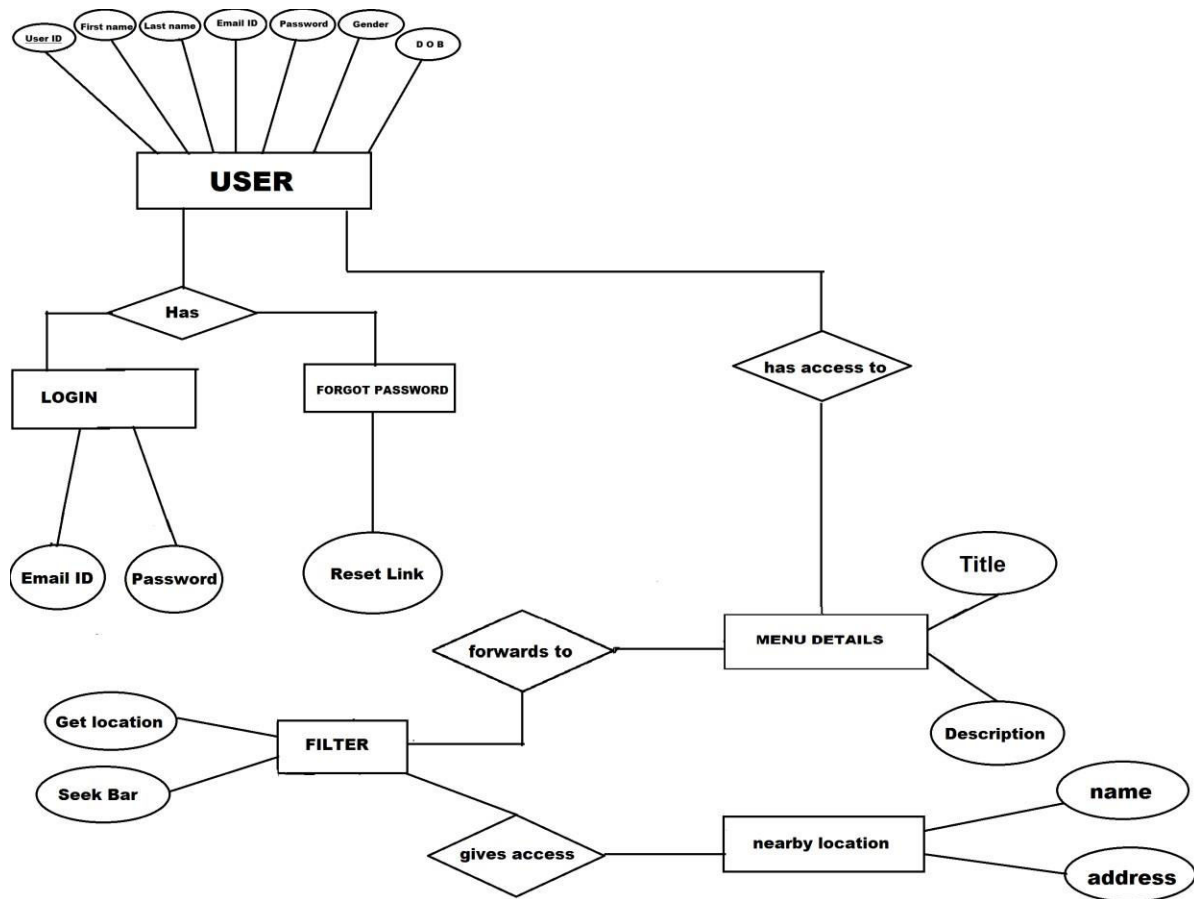 User ID
First name
Last name
Email ID
Password
Gender
D O B
USER
Has
has access to
LOGIN
FORGOT PASSWORD
Email ID
Password
Reset Link
Title
MENU DETAILS
forwards to
Description
Get location
FILTER
Seek Bar
name
nearby location
gives access
address